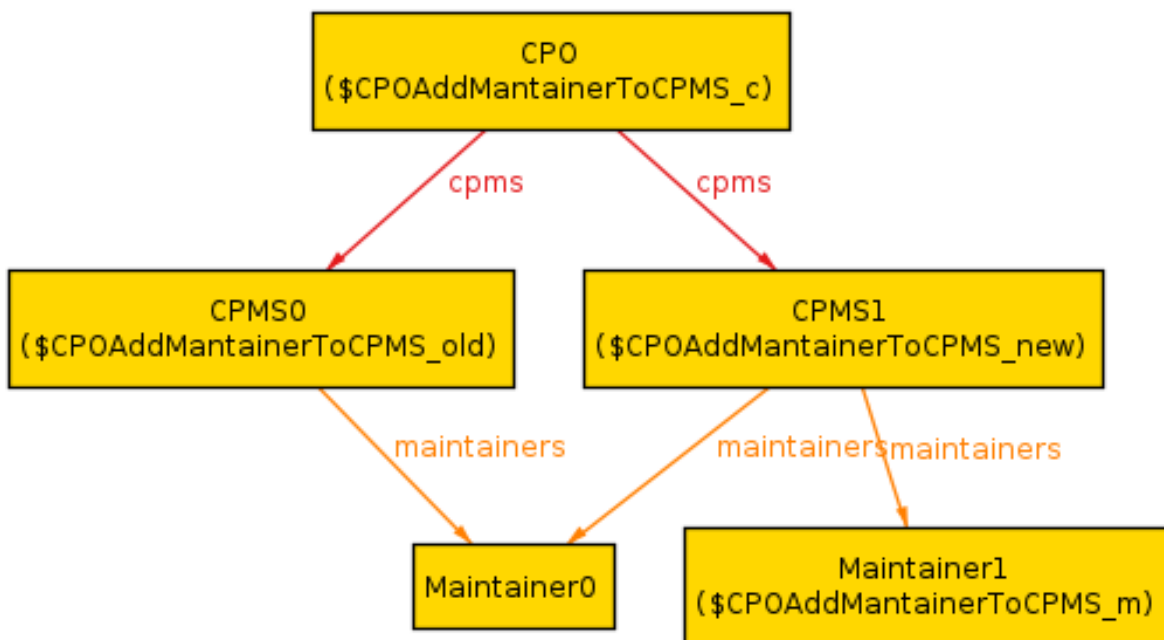 CPO
($CPOAddMantainerToCPMS_c)
cpms
cpms
CPMS0
($CPOAddMantainerToCPMS_old)
CPMS1
($CPOAddMantainerToCPMS_new)
maintainers
maintainers
maintainers
Maintainer0
Maintainer1
($CPOAddMantainerToCPMS_m)